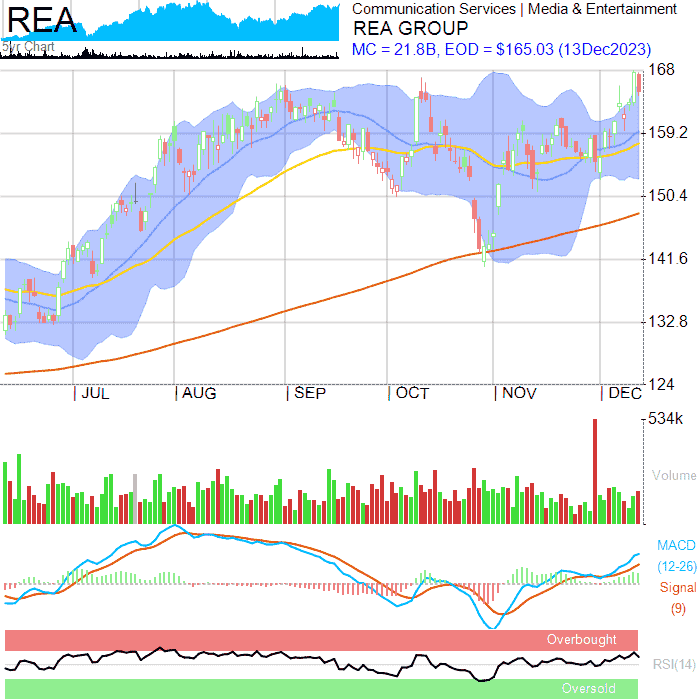 REA
Communication Services | Media & Entertainment
REA GROUP
5yr Chart
MC = 21.8B, EOD = $165.03 (13Dec2023)
168
159.2
150.4
141.6
132.8
124
JUL
AUG
SEP
OCT
NOV
DEC
534k
Volume
MACD
(12-26)
Signal
(9)
Overbought
RSI(14)
Oversold